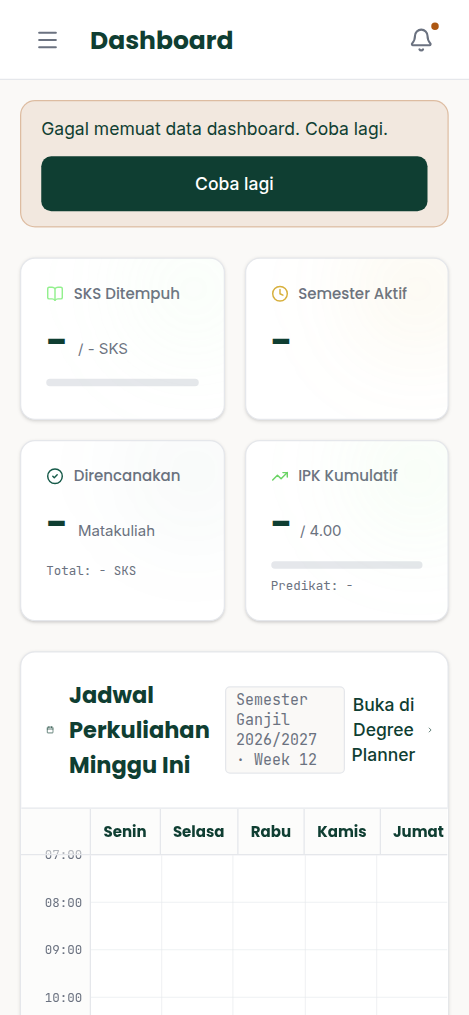 Dashboard
Gagal memuat data dashboard. Coba lagi.
Coba lagi
SKS Ditempuh
- / - SKS
Semester Aktif
-
Direncanakan
- Matakuliah
Total: - SKS
IPK Kumulatif
- / 4.00
Predikat: -
Jadwal
Perkuliahan
Minggu Ini
Semester
Ganjil
2026/2027
· Week 12
Buka di
Degree
Planner
Senin Selasa Rabu Kamis Jumat
07:00
08:00
09:00
10:00